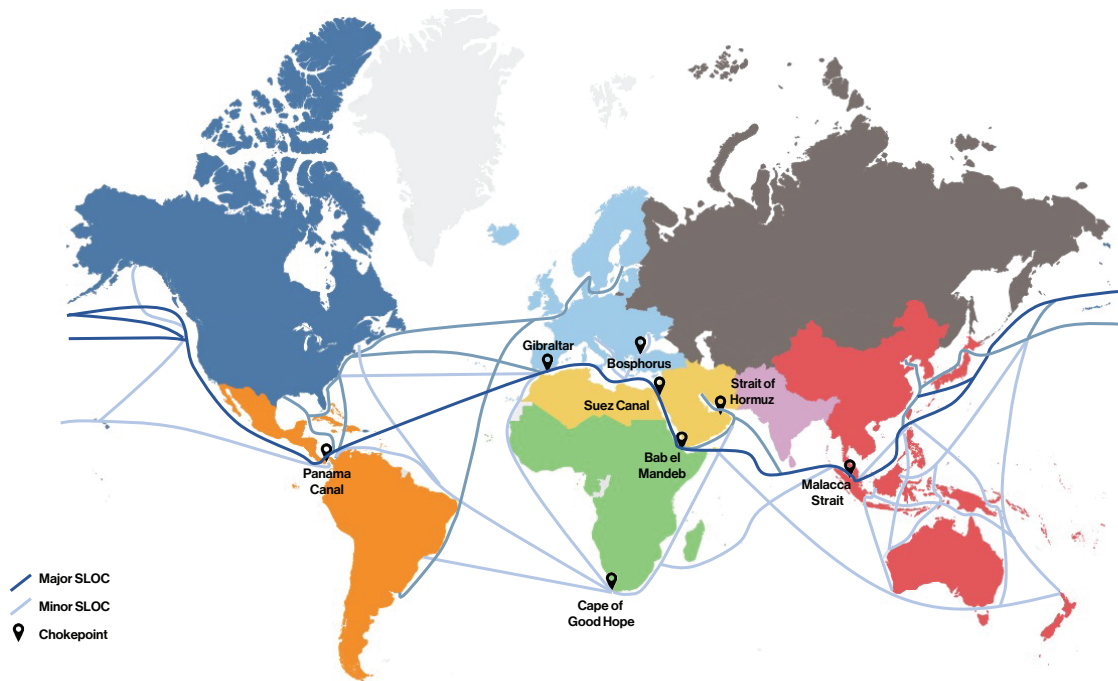 Gibraltar
Bosphorus
Strait of
Hormuz
Suez Canal
Bab el
Mandeb
Panama
Canal
Malacca
Strait
Major SLOC
Minor SLOC
Chokepoint
Cape of
Good Hope